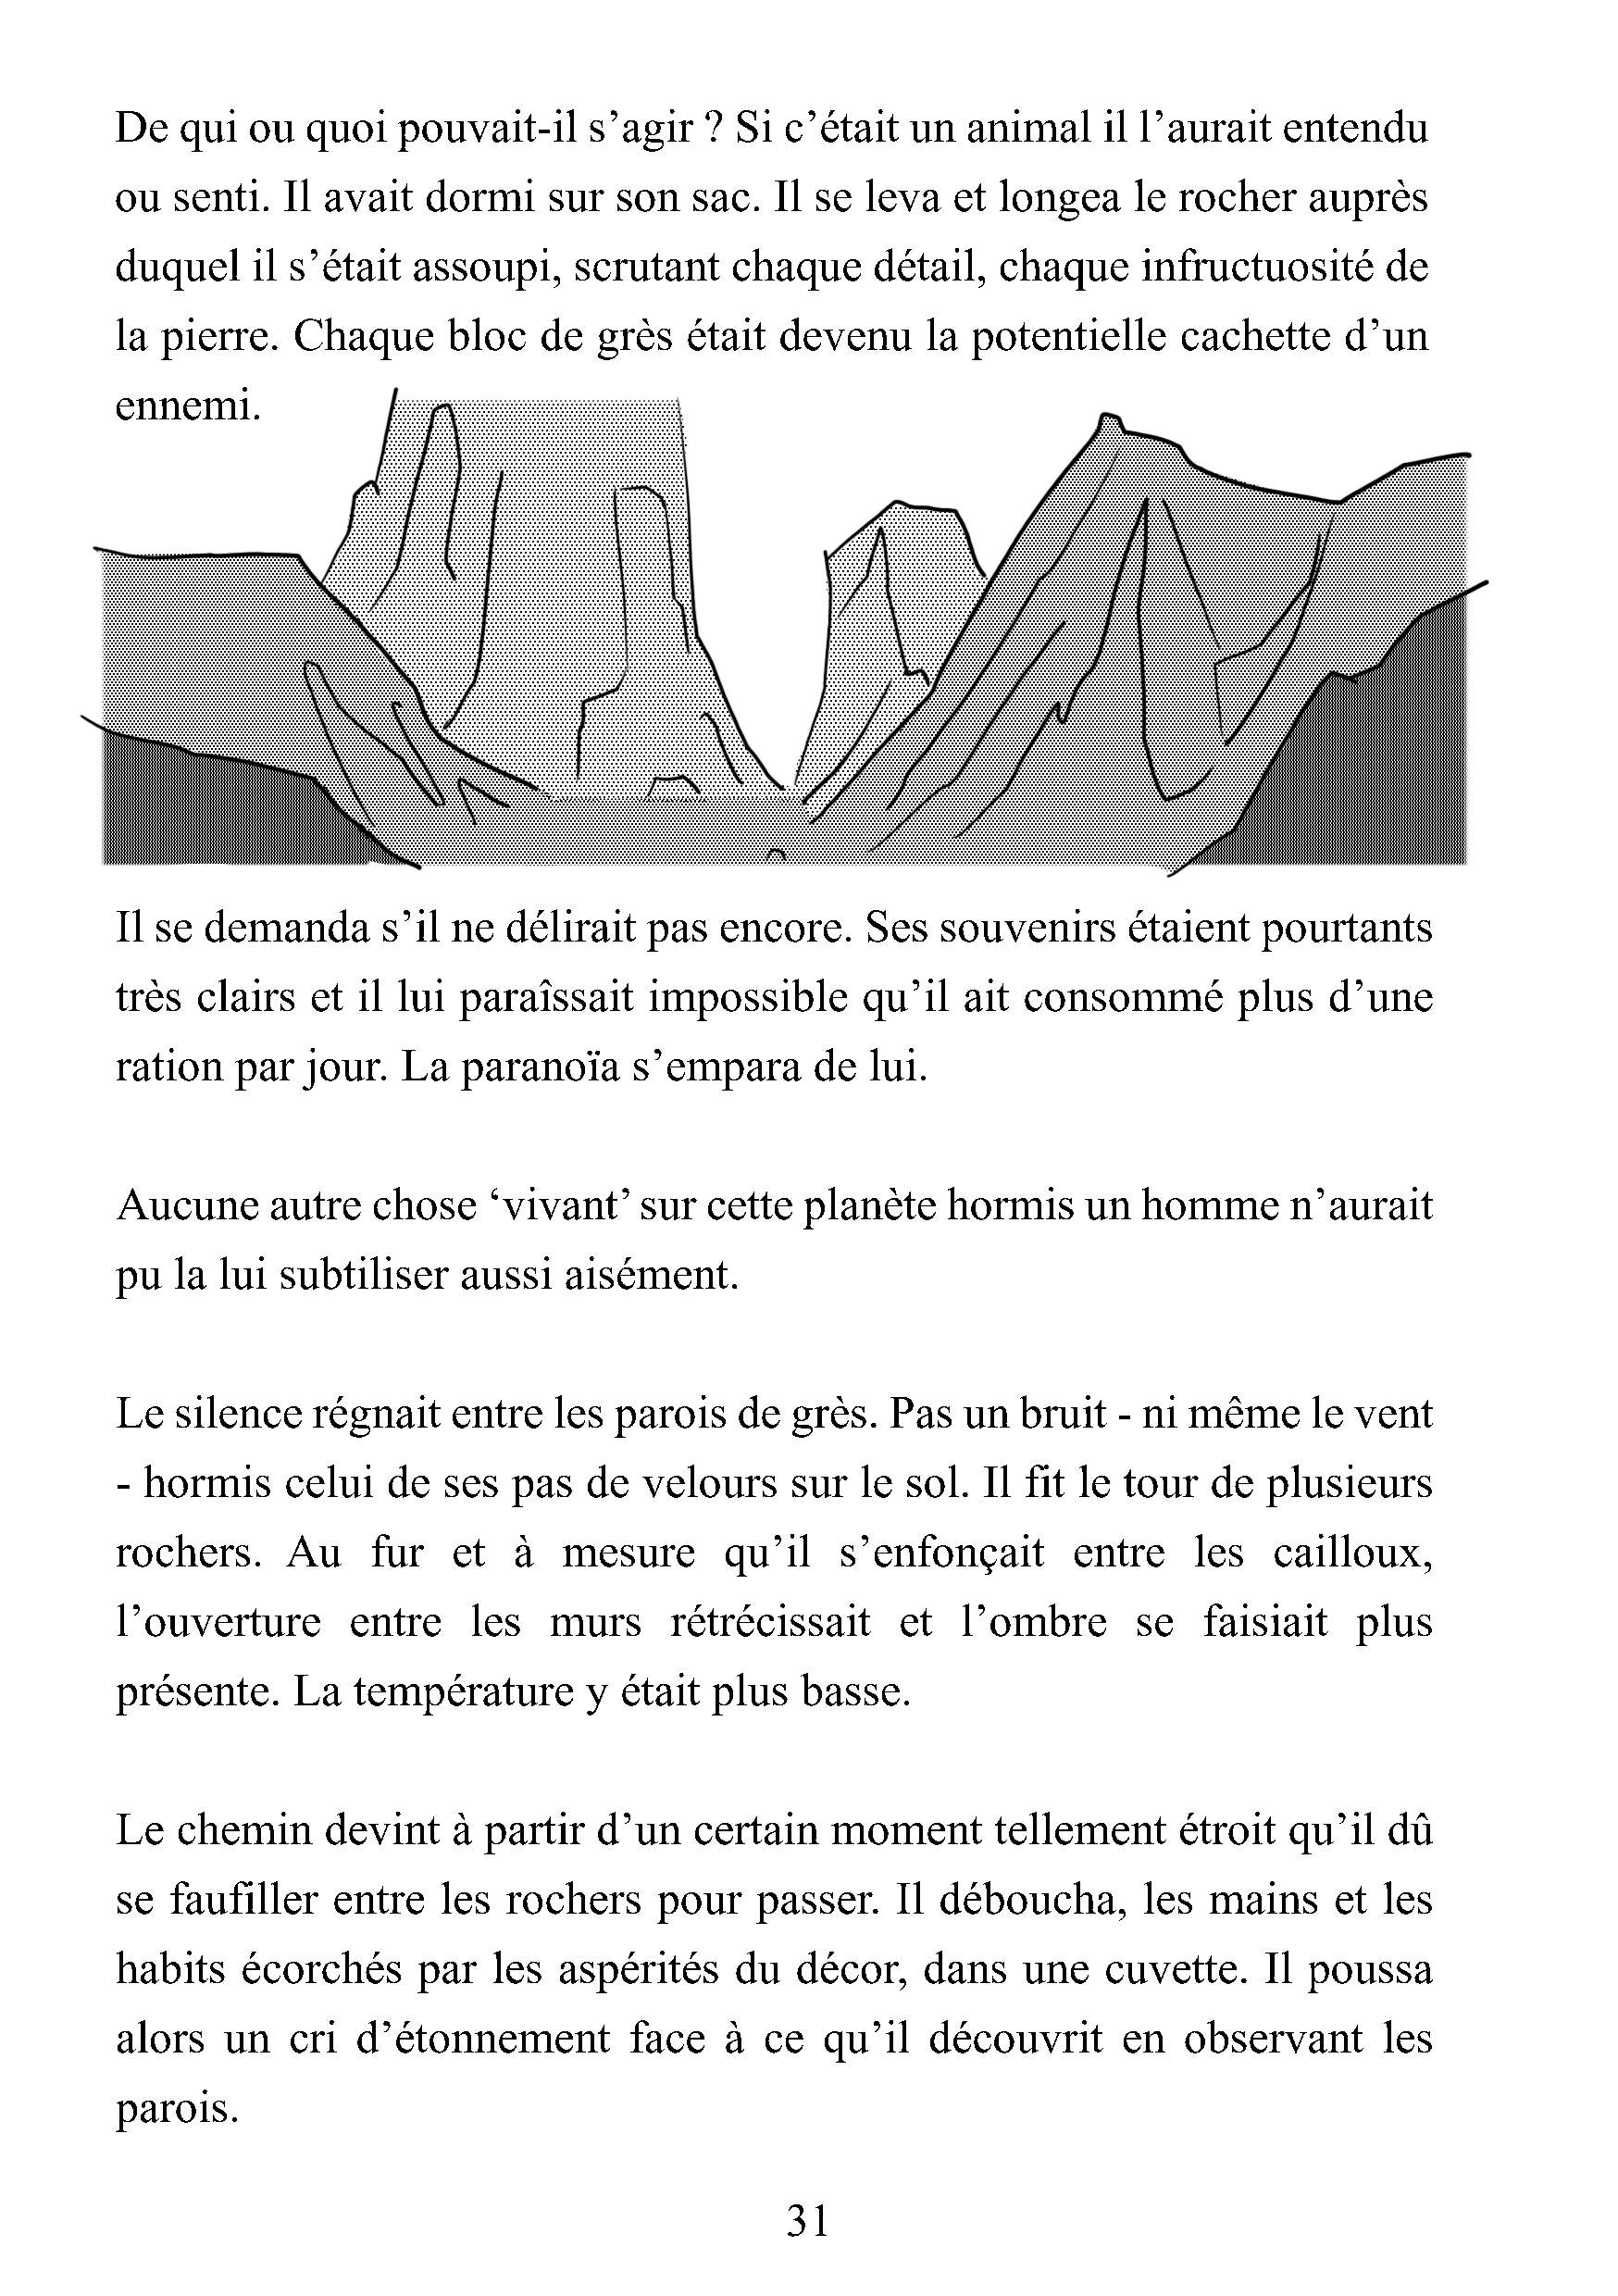 De qui ou quoi pouvait-il s’agir ? Si c’était un animal il l’aurait entendu
ou senti. Il avait dormi sur son sac. Il se leva et longea le rocher auprès
duquel il s’était assoupi, scrutant chaque détail, chaque infructuosité de
la pierre. Chaque bloc de grès était devenu la potentielle cachette d’un
ennemi.
Il se demanda s’il ne délirait pas encore. Ses souvenirs étaient pourtants
très clairs et il lui paraîssait impossible qu’il ait consommé plus d’une
ration par jour. La paranoïa s’empara de lui.
Aucune autre chose ‘vivant’ sur cette planète hormis un homme n’aurait
pu la lui subtiliser aussi aisément.
Le silence régnait entre les parois de grès. Pas un bruit - ni même le vent
- hormis celui de ses pas de velours sur le sol. Il fit le tour de plusieurs
rochers. Au fur et à mesure qu’il s’enfonçait entre les cailloux,
l’ouverture entre les murs rétrécissait et l’ombre se faisiait plus
présente. La température y était plus basse.
Le chemin devint à partir d’un certain moment tellement étroit qu’il dû
se faufiller entre les rochers pour passer. Il déboucha, les mains et les
habits écorchés par les aspérités du décor, dans une cuvette. Il poussa
alors un cri d’étonnement face à ce qu’il découvrit en observant les
parois.
31